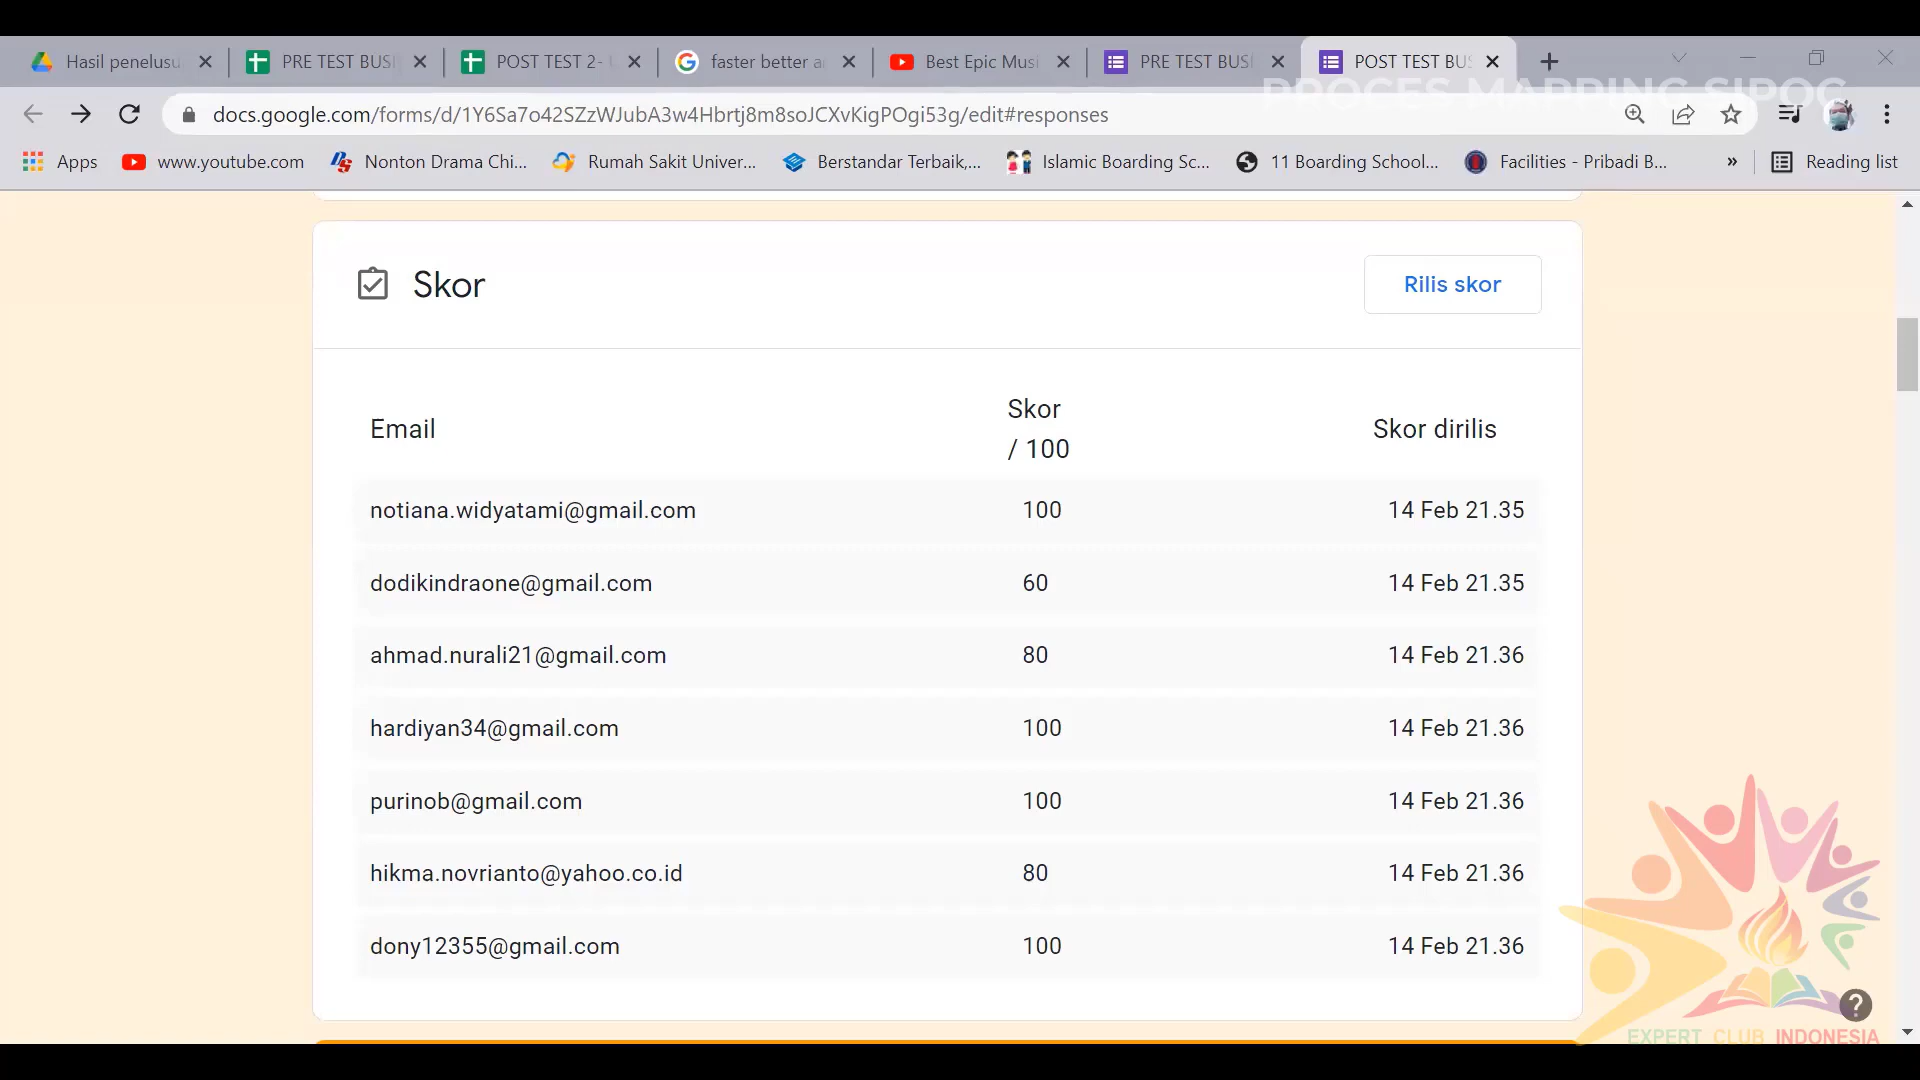 Hasil penelusu
PRE TEST BUSI
POST TEST 2-
faster better a
Best Epic Musi
PRE TEST BUSI
POST TEST BUS
PROCES MAPPING SIPOC
docs.google.com/forms/d/1Y6Sa7o42SZzWJubA3w4Hbrtj8m8soJCXvKigPOgi53g/edit#responses
Apps
www.youtube.com
Nonton Drama Chi...
Rumah Sakit Univer...
Berstandar Terbaik,...
Islamic Boarding Sc...
11 Boarding School...
Facilities - Pribadi B...
»
Reading list
Skor
Rilis skor
Email
Skor
/ 100
Skor dirilis
notiana.widyatami@gmail.com 100 14 Feb 21.35
dodikindraone@gmail.com 60 14 Feb 21.35
ahmad.nurali21@gmail.com 80 14 Feb 21.36
hardiyan34@gmail.com 100 14 Feb 21.36
purinob@gmail.com 100 14 Feb 21.36
hikma.novrianto@yahoo.co.id 80 14 Feb 21.36
dony12355@gmail.com 100 14 Feb 21.36
EXPERT CLUB INDONESIA